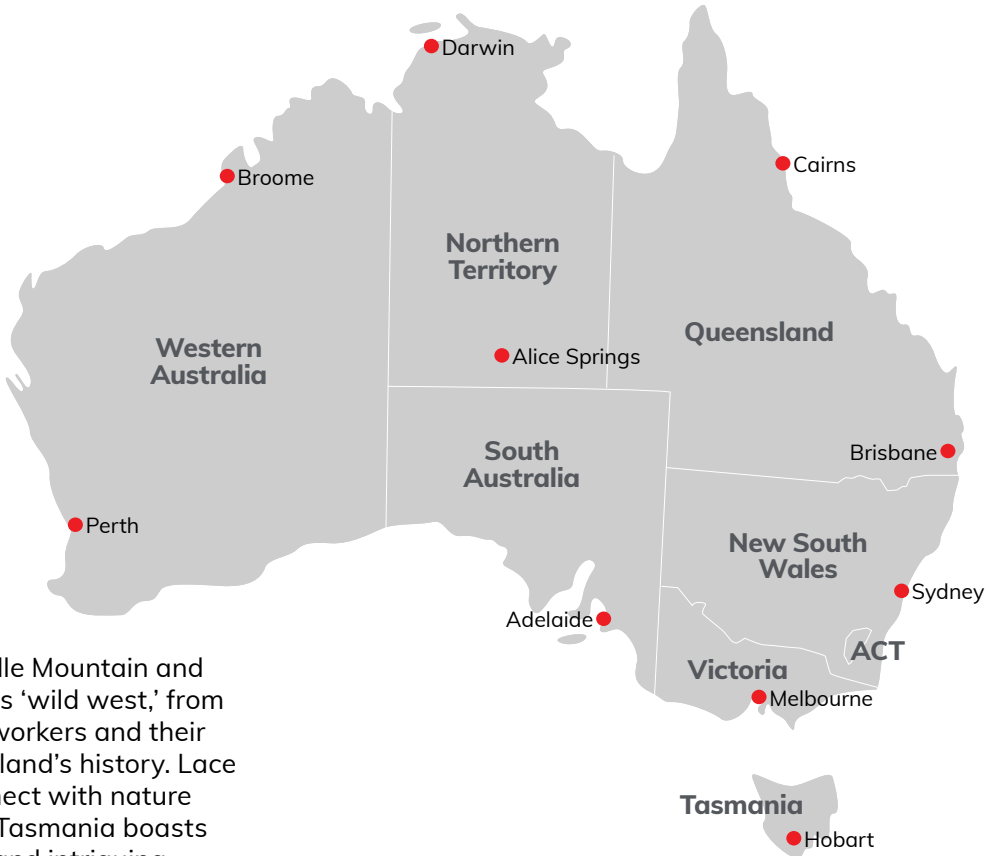 Darwin
Cairns
Broome
Northern
Territory
Queensland
Western
Australia
Alice Springs
South
Australia
Brisbane
Perth
New South
Wales
Sydney
Adelaide
ACT
Victoria
Melbourne
Mountain and
‘wild west,’ from
workers and their
land’s history. Lace
with nature
Tasmania boasts
Tasmania
Hobart